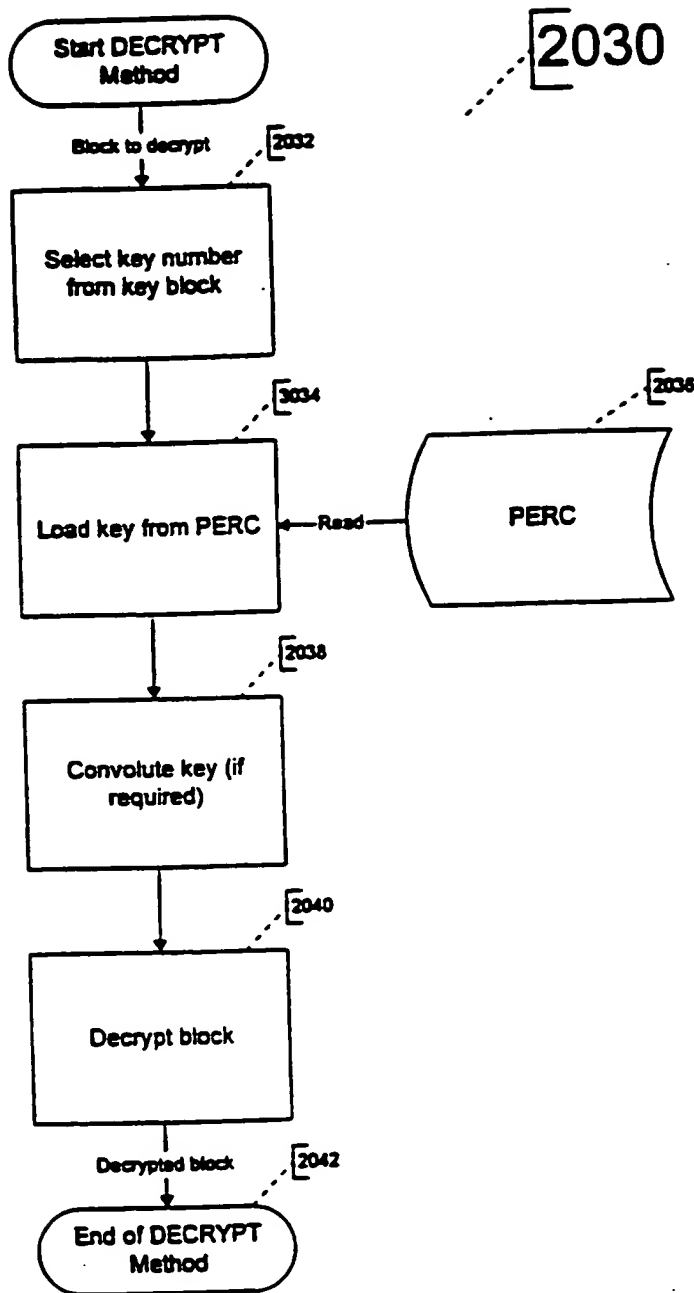 Start DECRYPT
Method
2030
Block to decrypt
2032
Select key number
from key block
3034
2036
Load key from PERC
Read
PERC
2038
Convolute key (if
required)
2040
Decrypt block
Decrypted block
2042
End of DECRYPT
Method